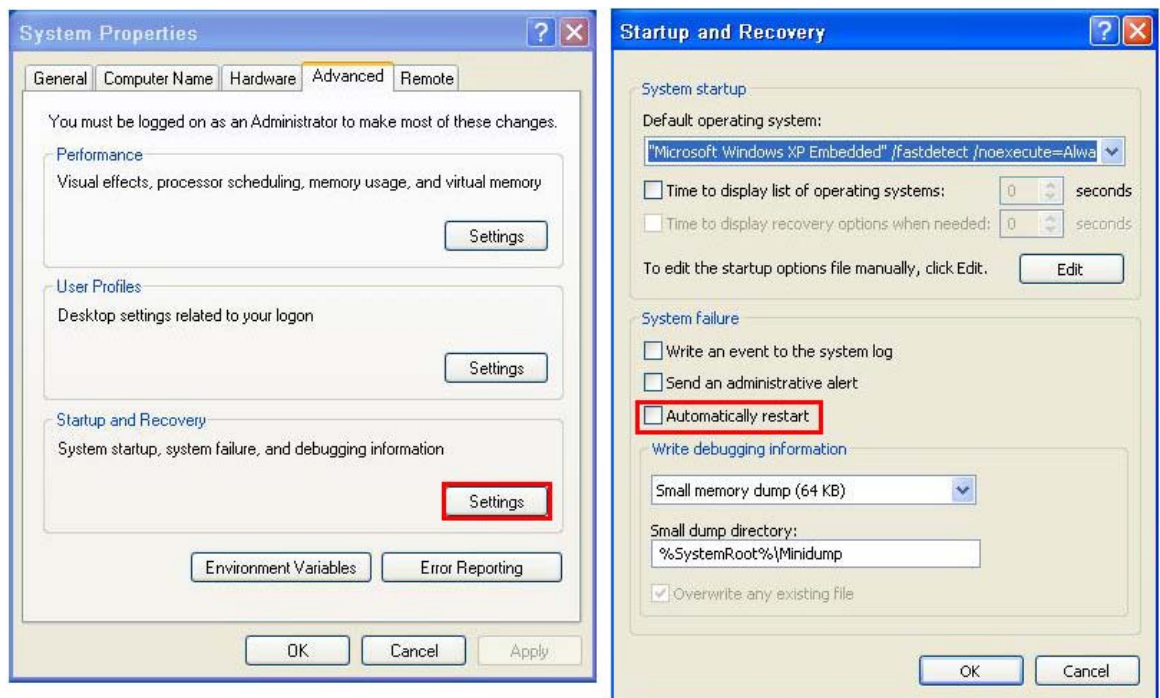 System Properties
General
Computer Name
Hardware
Advanced
Remote
You must be logged on as an Administrator to make most of these changes.
Performance
Visual effects, processor scheduling, memory usage, and virtual memory
Settings
User Profiles
Desktop settings related to your logon
Settings
Startup and Recovery
System startup, system failure, and debugging information
Settings
Environment Variables
Error Reporting
OK
Cancel
Apply
Startup and Recovery
System startup
Default operating system:
"Microsoft Windows XP Embedded" /fastdetect /noexecute=Alwa
Time to display list of operating systems: 0 seconds
Time to display recovery options when needed: 0 seconds
To edit the startup options file manually, click Edit.
Edit
System failure
Write an event to the system log
Send an administrative alert
Automatically restart
Write debugging information
Small memory dump (64 KB)
Small dump directory:
%SystemRoot%\Minidump
Overwrite any existing file
OK
Cancel